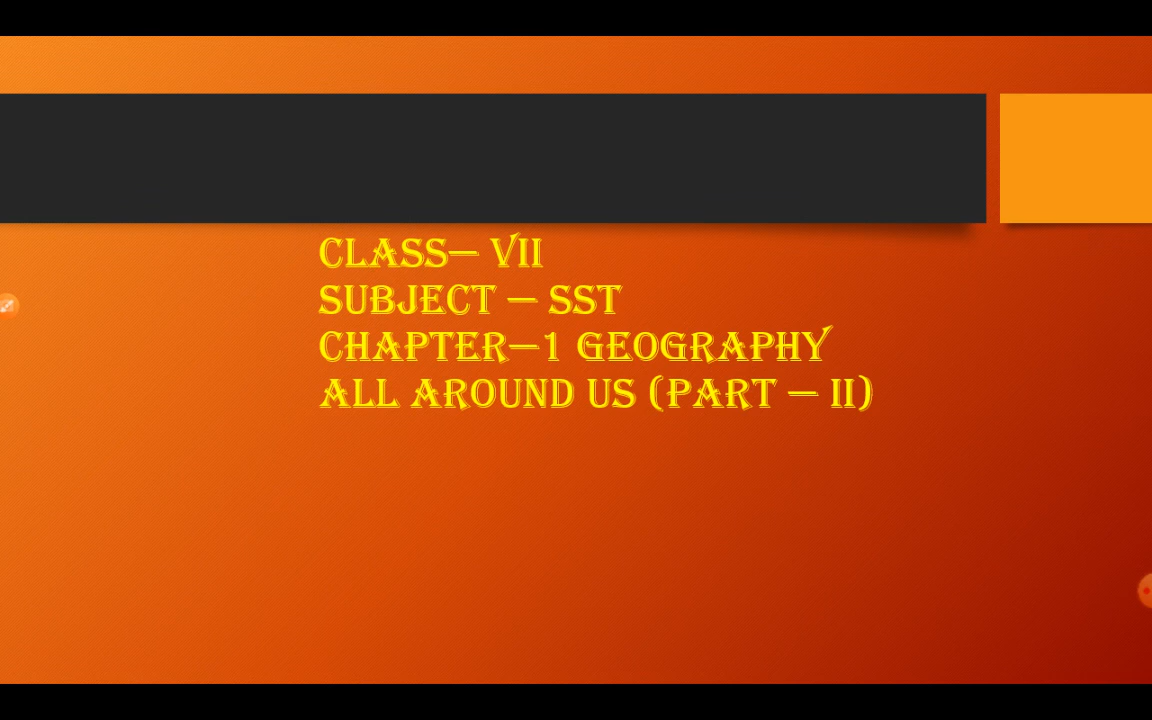 CLASS– VII
SUBJECT – SST
CHAPTER–1 GEOGRAPHY
ALL AROUND US (PART – II)